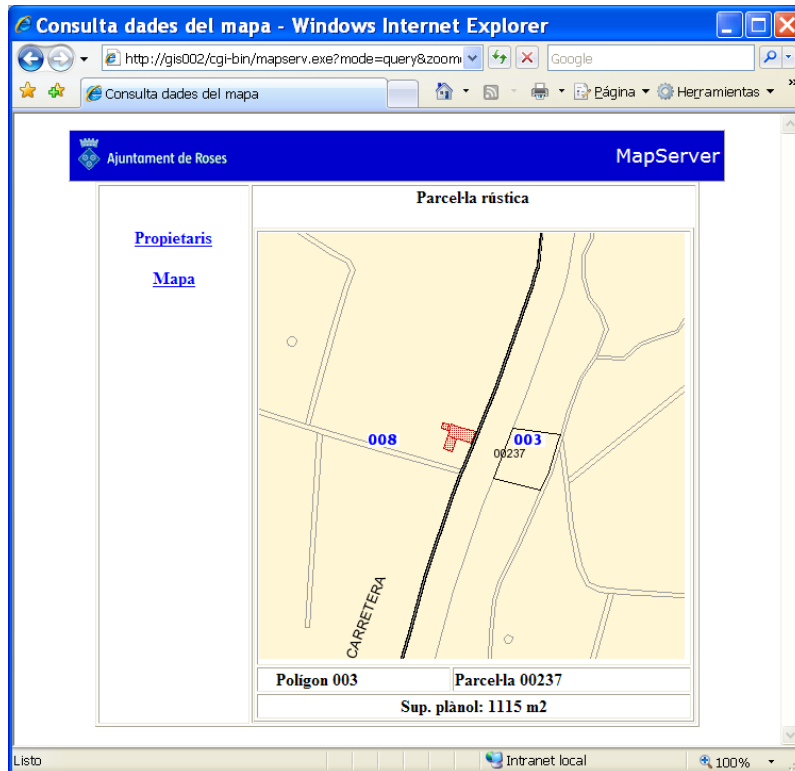 Consulta dades del mapa - Windows Internet Explorer
http://gis002/cgi-bin/mapserv.exe?mode=query&zoom
Google
Consulta dades del mapa
Página
Herramientas
Ajuntament de Roses
MapServer
Parcel·la rústica
Propietaris
Mapa
008
003
00237
CARRETERA
Polígon 003
Parcel·la 00237
Sup. plànol: 1115 m2
Listo
Intranet local
100%